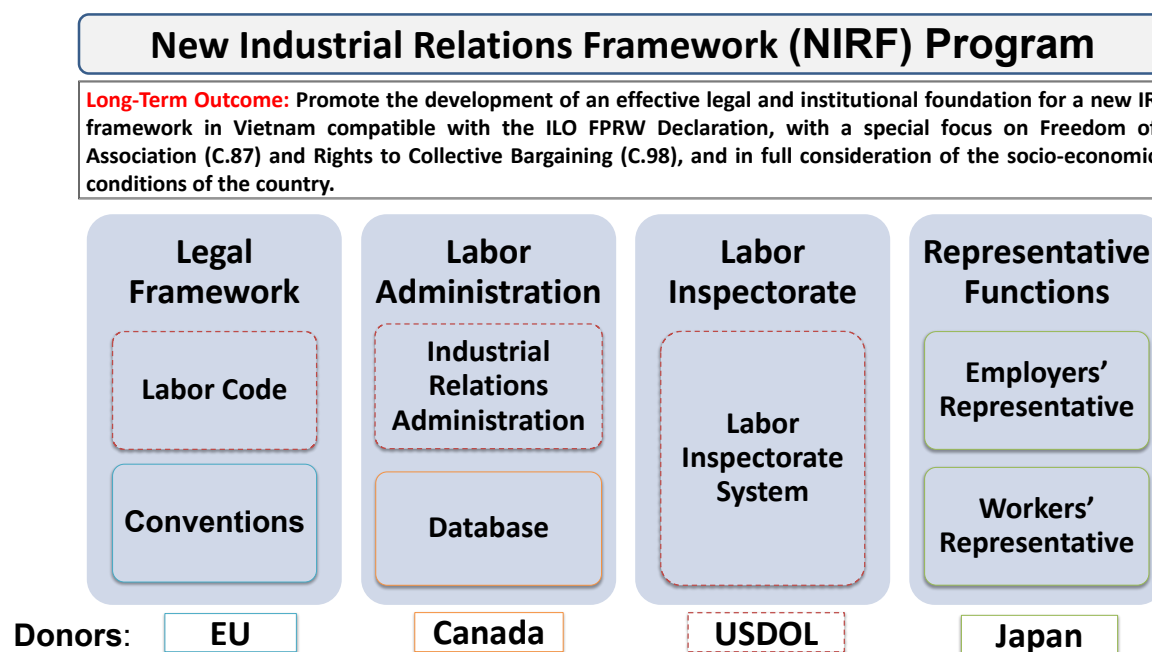 New Industrial Relations Framework (NIRF) Program
Long-Term Outcome: Promote the development of an effective legal and institutional foundation for a new IR
framework in Vietnam compatible with the ILO FPRW Declaration, with a special focus on Freedom of
Association (C.87) and Rights to Collective Bargaining (C.98), and in full consideration of the socio-economic
conditions of the country.
Legal
Framework
Labor Code
Conventions
Labor
Administration
Industrial
Relations
Administration
Database
Labor
Inspectorate
Labor
Inspectorate
System
Representative
Functions
Employers’
Representative
Workers’
Representative
Donors: EU Canada USDOL Japan